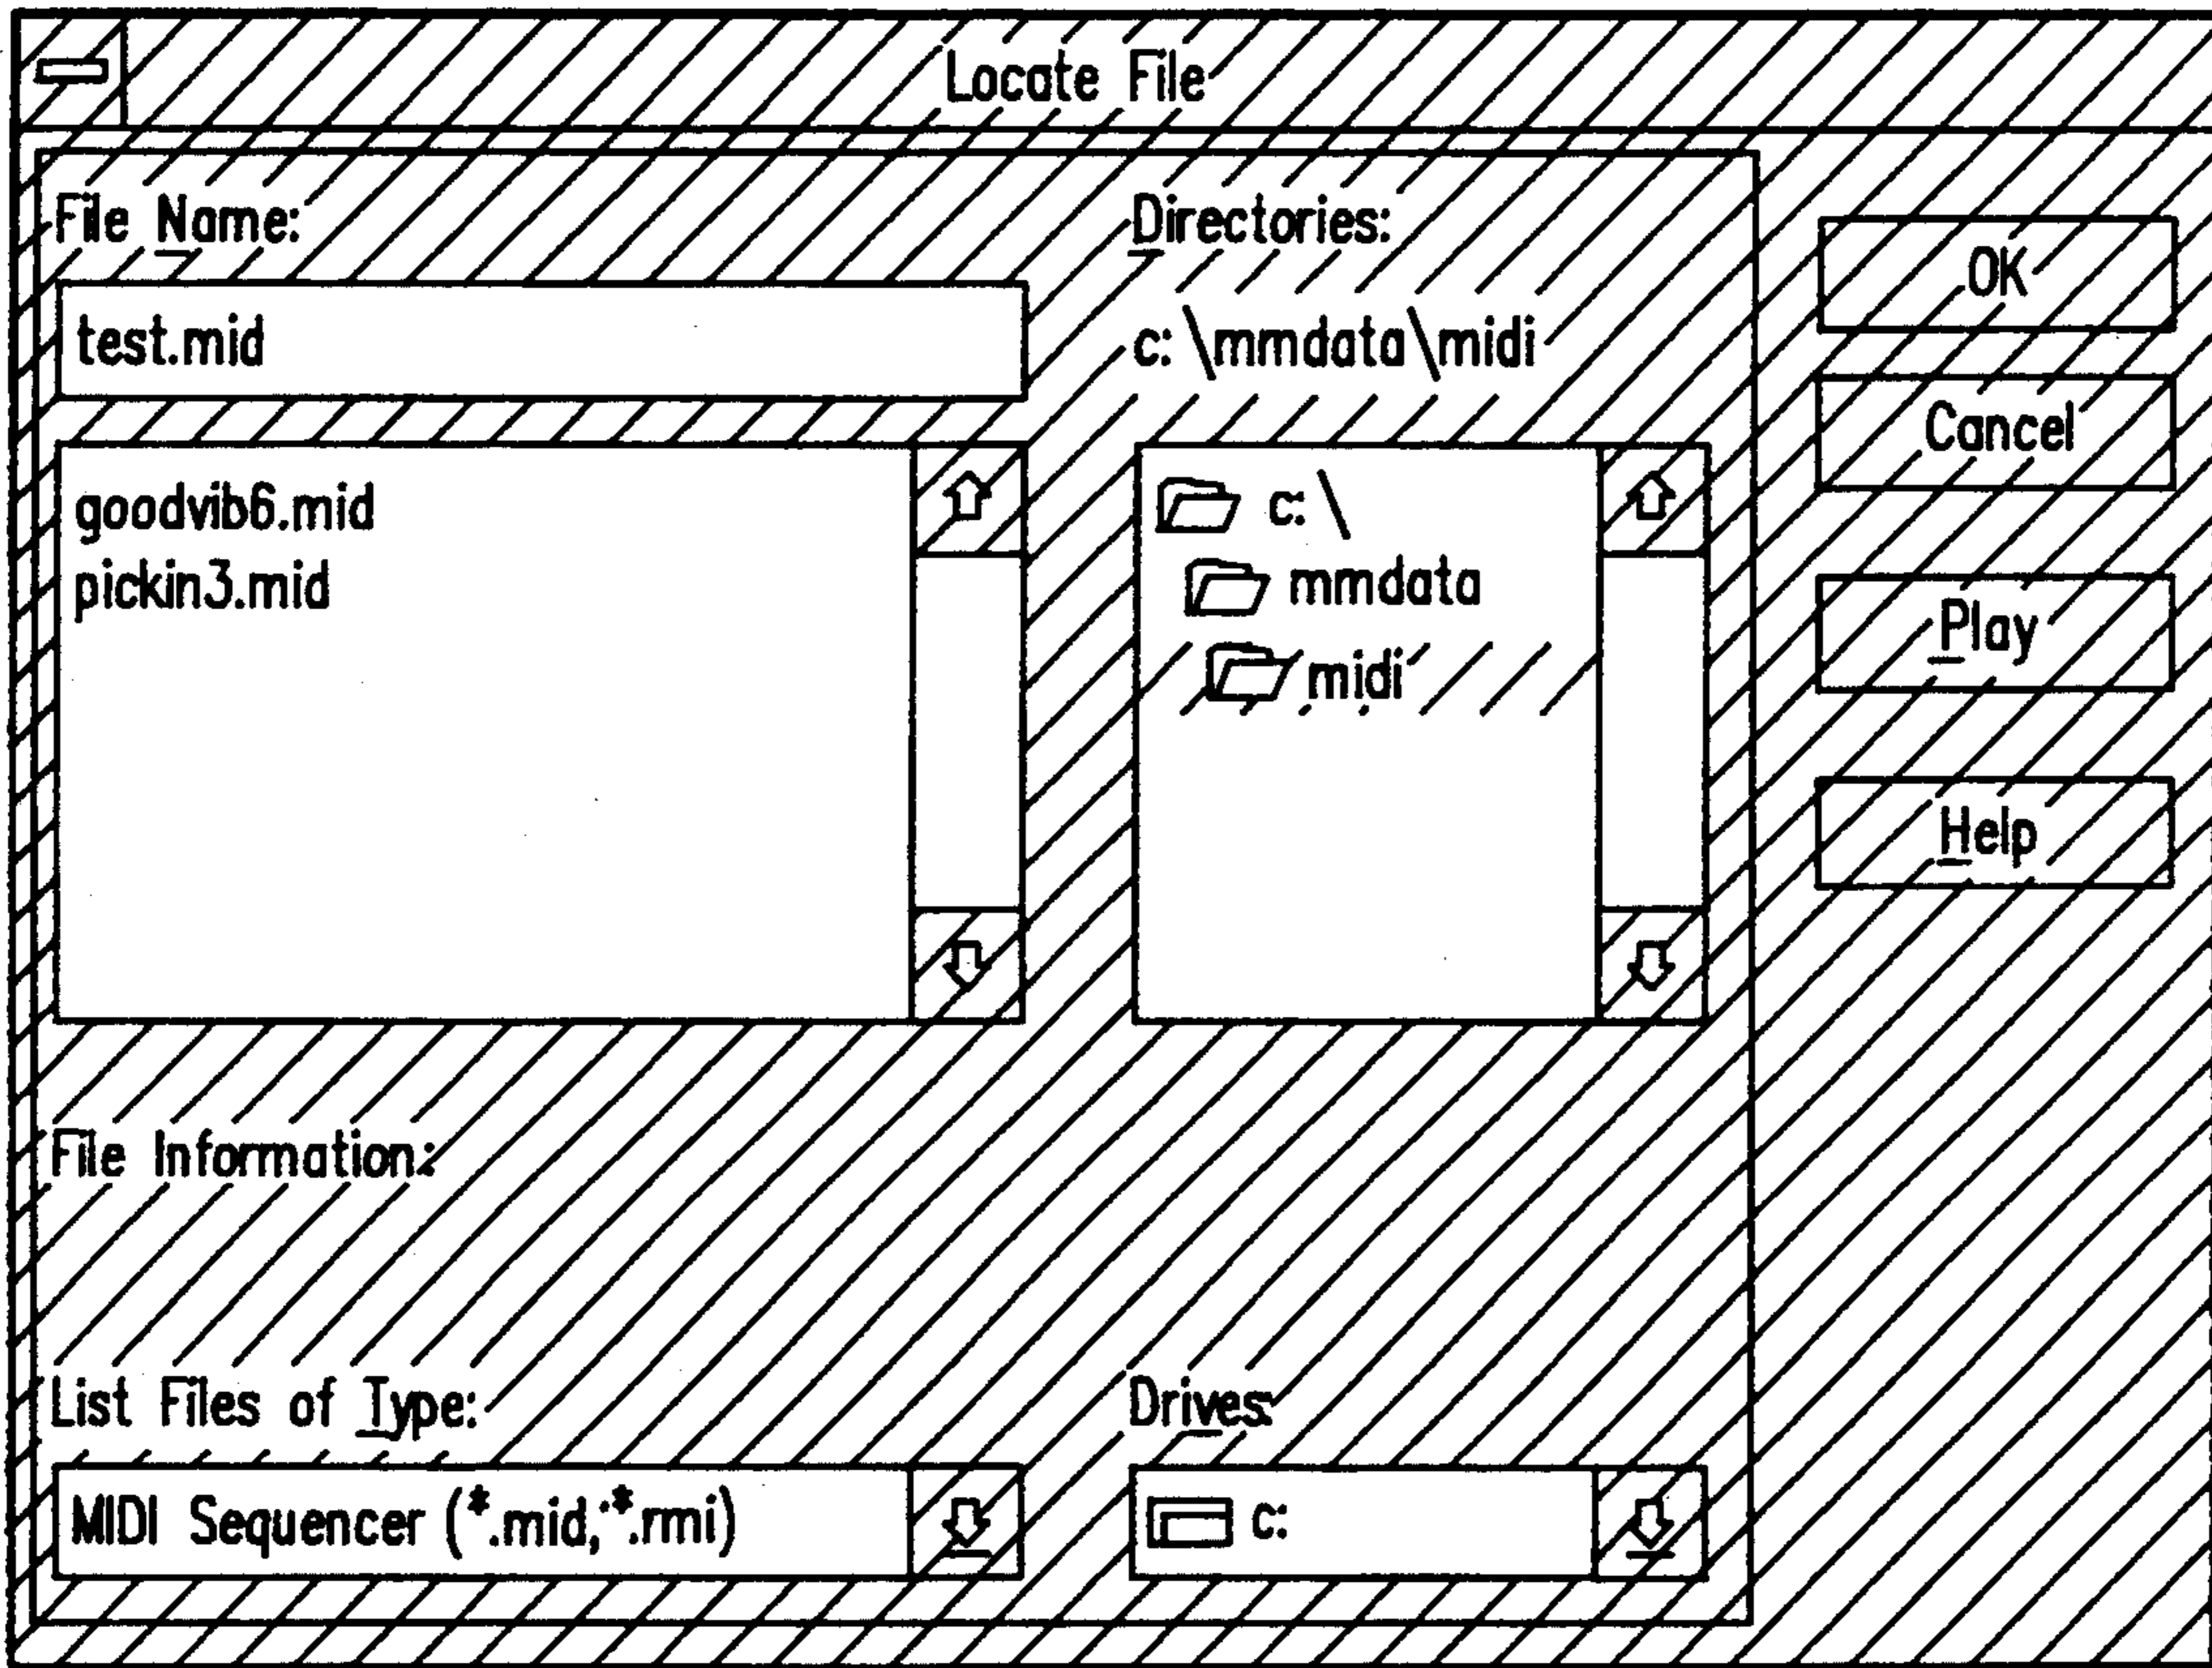 Locate File
File Name:
test.mid
goodvib6.mid
pickin3.mid
Directories:
c: \mmdata\midi
c: \
mmdata
midi
File Information:
List Files of Type:
MIDI Sequencer (*.mid;*.rmi)
Drives:
c:
OK
Cancel
Play
Help